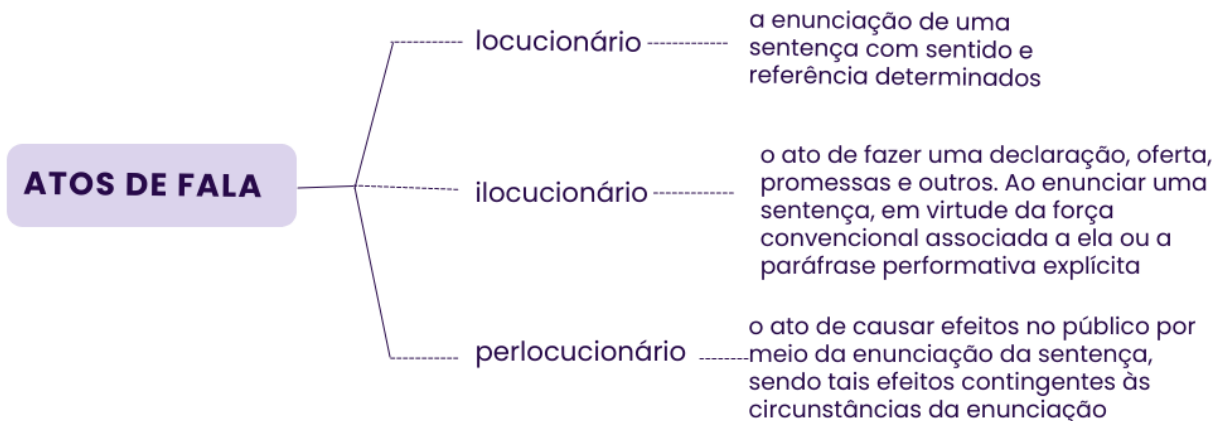 ATOS DE FALA
locucionário
a enunciação de uma
sentença com sentido e
referência determinados
ilocucionário
o ato de fazer uma declaração, oferta,
promessas e outros. Ao enunciar uma
sentença, em virtude da força
convencional associada a ela ou a
paráfrase performativa explícita
perlocucionário
o ato de causar efeitos no público por
meio da enunciação da sentença,
sendo tais efeitos contingentes às
circunstâncias da enunciação